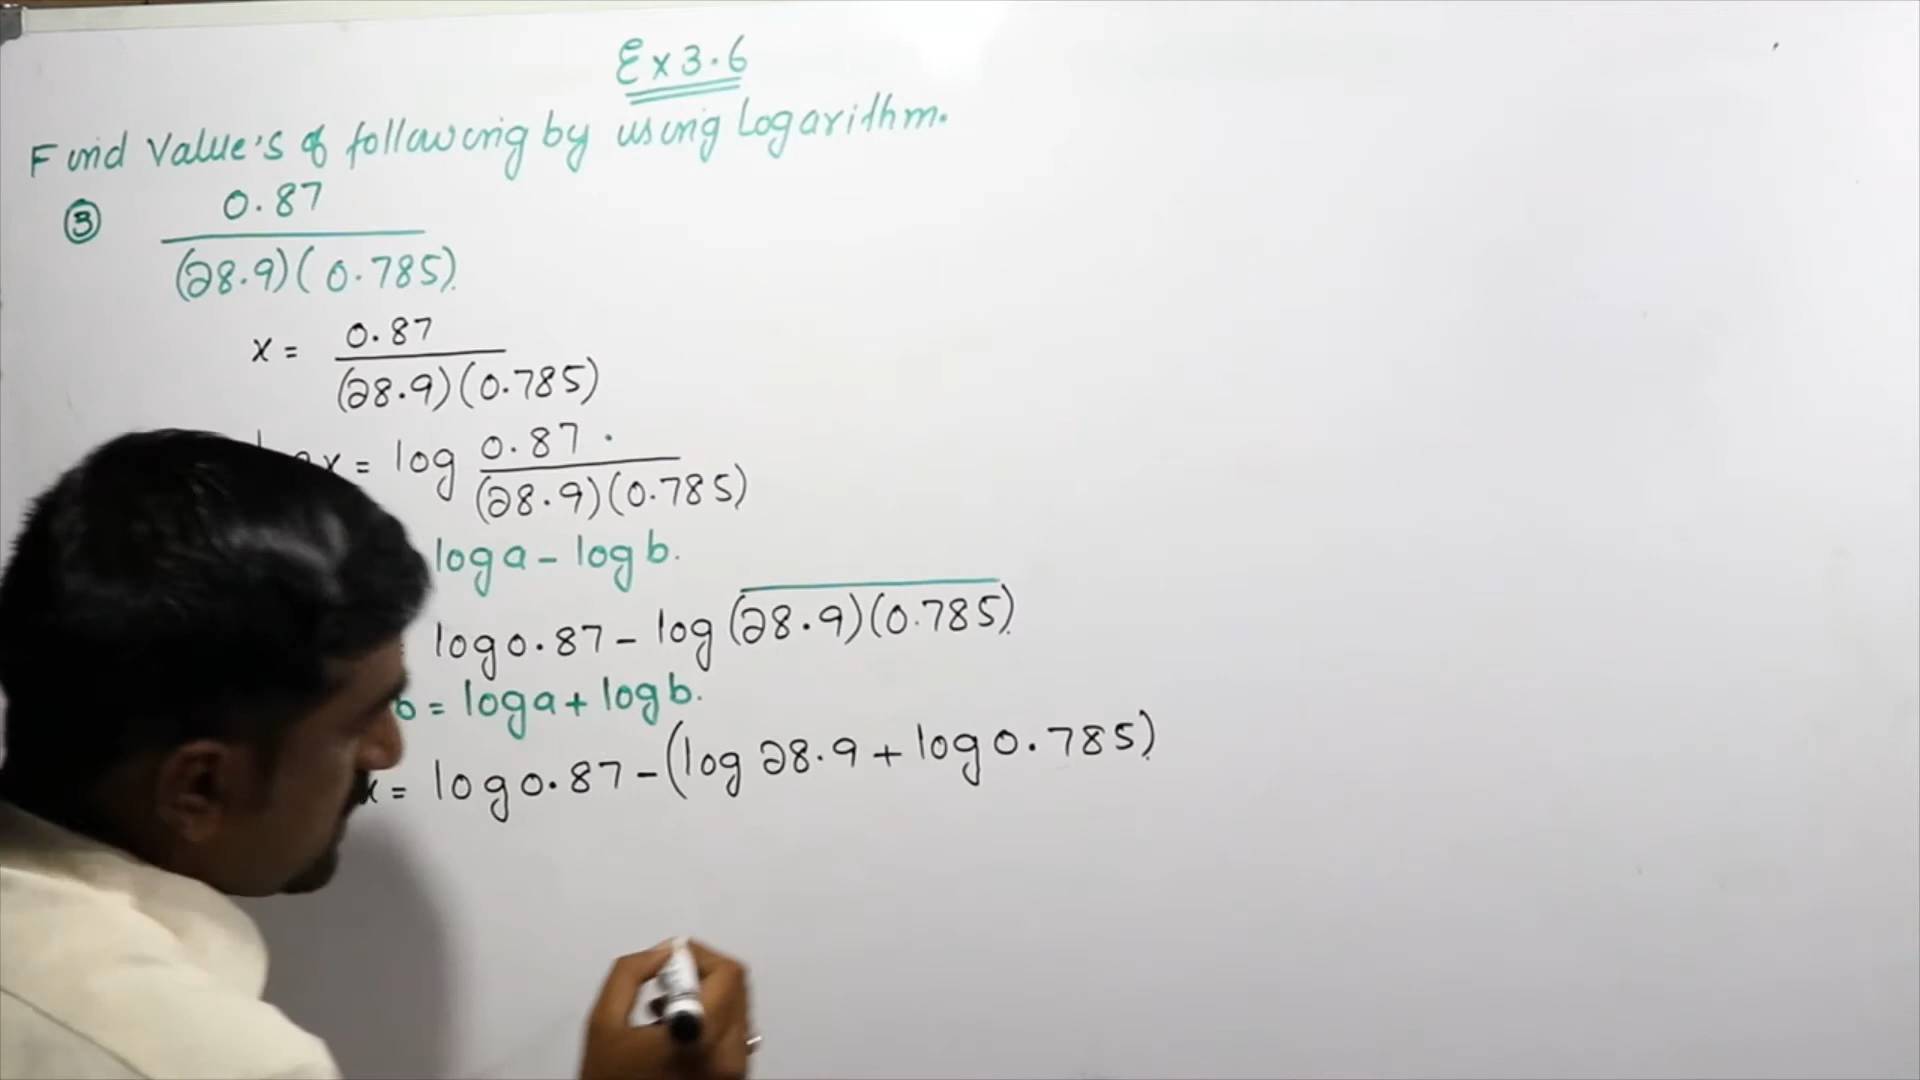 Ex 3.6
Find Value's of following by using Logarithm.
③ 0.87
(28.9)(0.785).
x = 0.87
(28.9)(0.785)
x = log 0.87 .
(28.9)(0.785)
log a - log b.
log 0.87 - log (28.9)(0.785).
b = log a + log b.
x = log 0.87 - (log 28.9 + log 0.785).